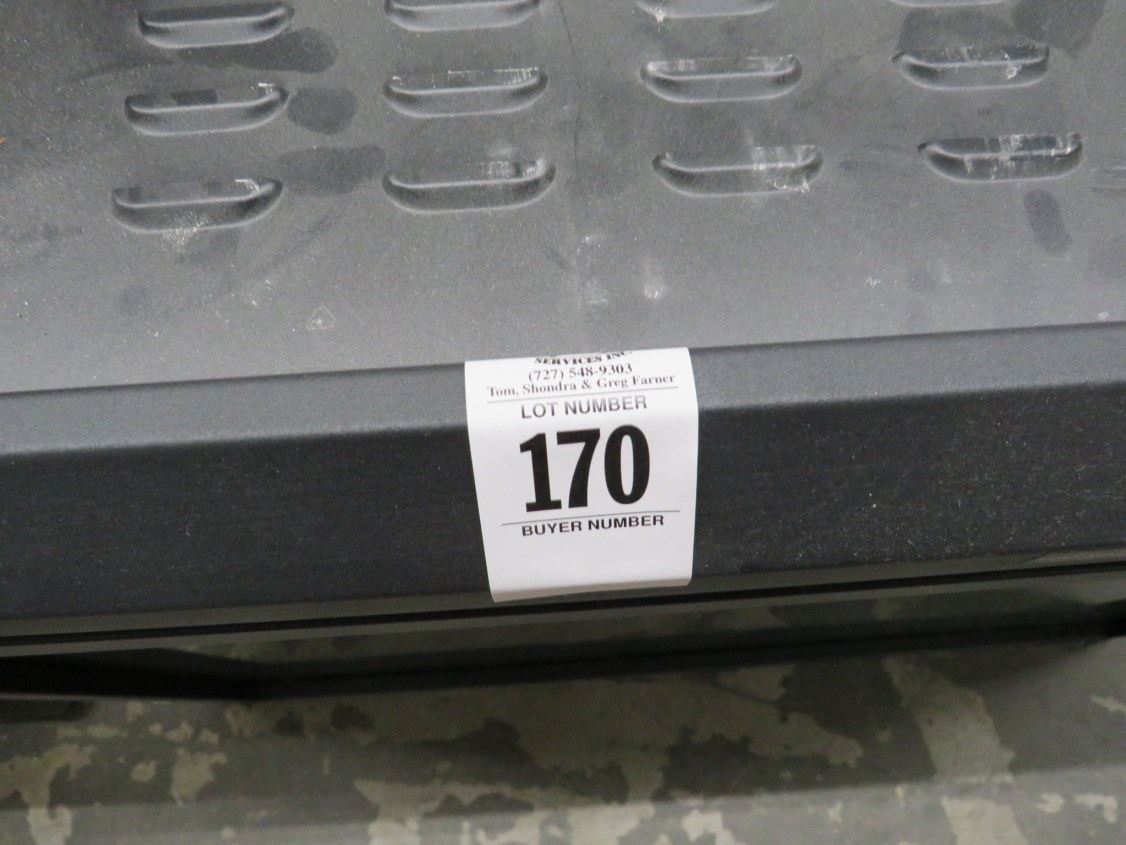 SERVICES INC.
(727) 548-9303
Tom, Shondra & Greg Farner
LOT NUMBER
170
BUYER NUMBER